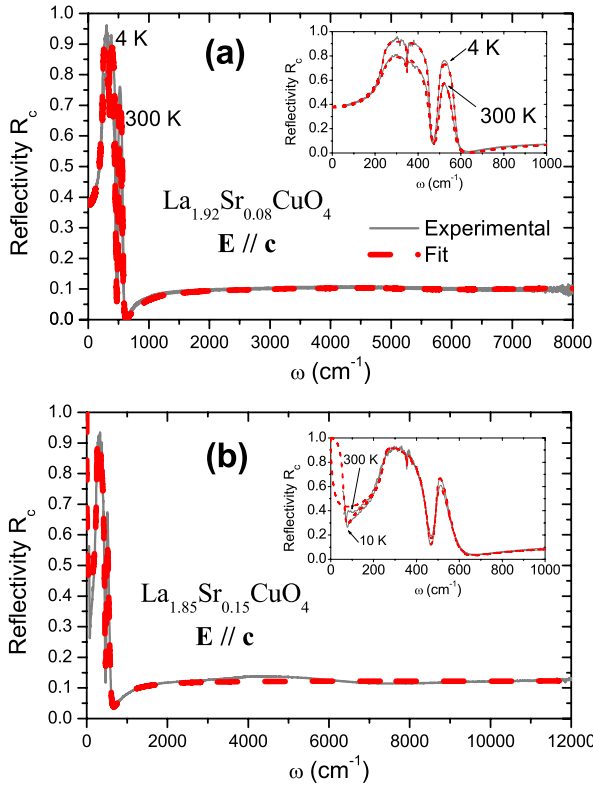 (a)
4 K
300 K
Reflectivity R_c
1.0
0.9
0.8
0.7
0.6
0.5
0.4
0.3
0.2
0.1
0.0
0 1000 2000 3000 4000 5000 6000 7000 8000
ω (cm⁻¹)
La₁.₉₂Sr₀.₀₈CuO₄
E // c
Experimental
Fit
Reflectivity R_c
1.0
0.8
0.6
0.4
0.2
0.0
4 K
300 K
0 200 400 600 800 1000
ω (cm⁻¹)
(b)
Reflectivity R_c
1.0
0.9
0.8
0.7
0.6
0.5
0.4
0.3
0.2
0.1
0.0
0 2000 4000 6000 8000 10000 12000
ω (cm⁻¹)
La₁.₈₅Sr₀.₁₅CuO₄
E // c
Reflectivity R_c
1.0
0.8
0.6
0.4
0.2
0.0
300 K
10 K
0 200 400 600 800 1000
ω (cm⁻¹)